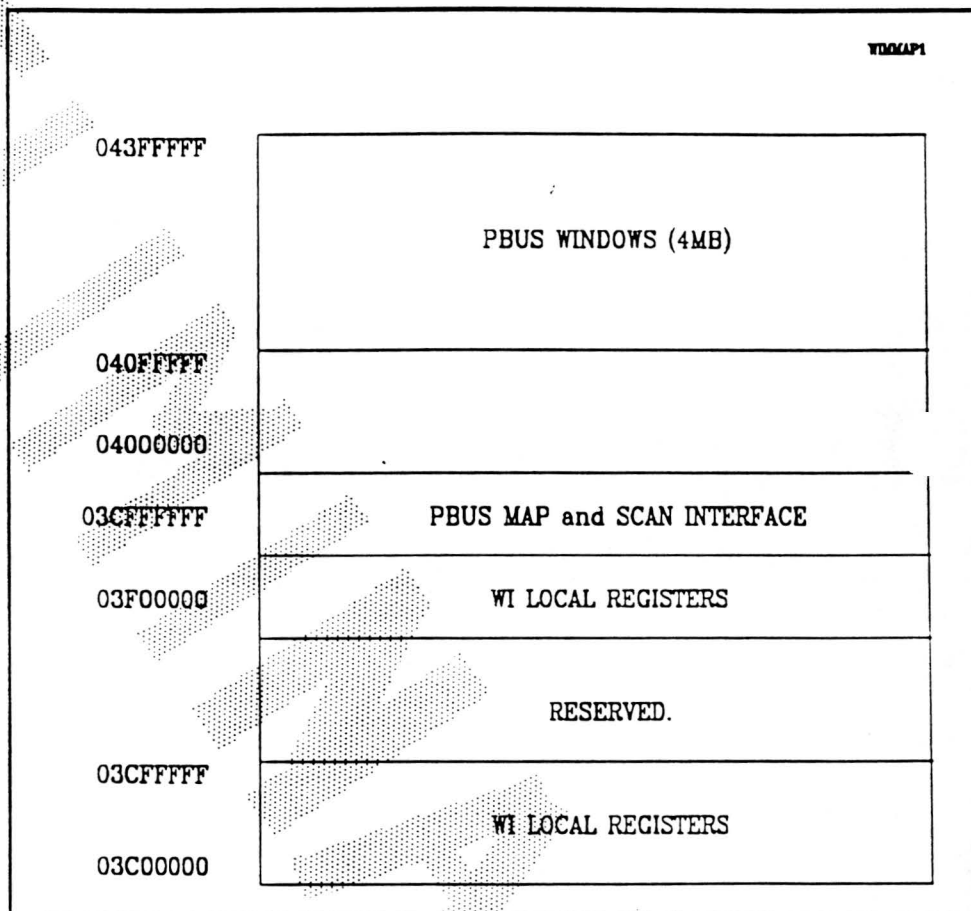 WIMMAP1
043FFFFF
PBUS WINDOWS (4MB)
040FFFFF
04000000
03CFFFFFF PBUS MAP and SCAN INTERFACE
03F00000 WI LOCAL REGISTERS
RESERVED.
03CFFFFF
WI LOCAL REGISTERS
03C00000